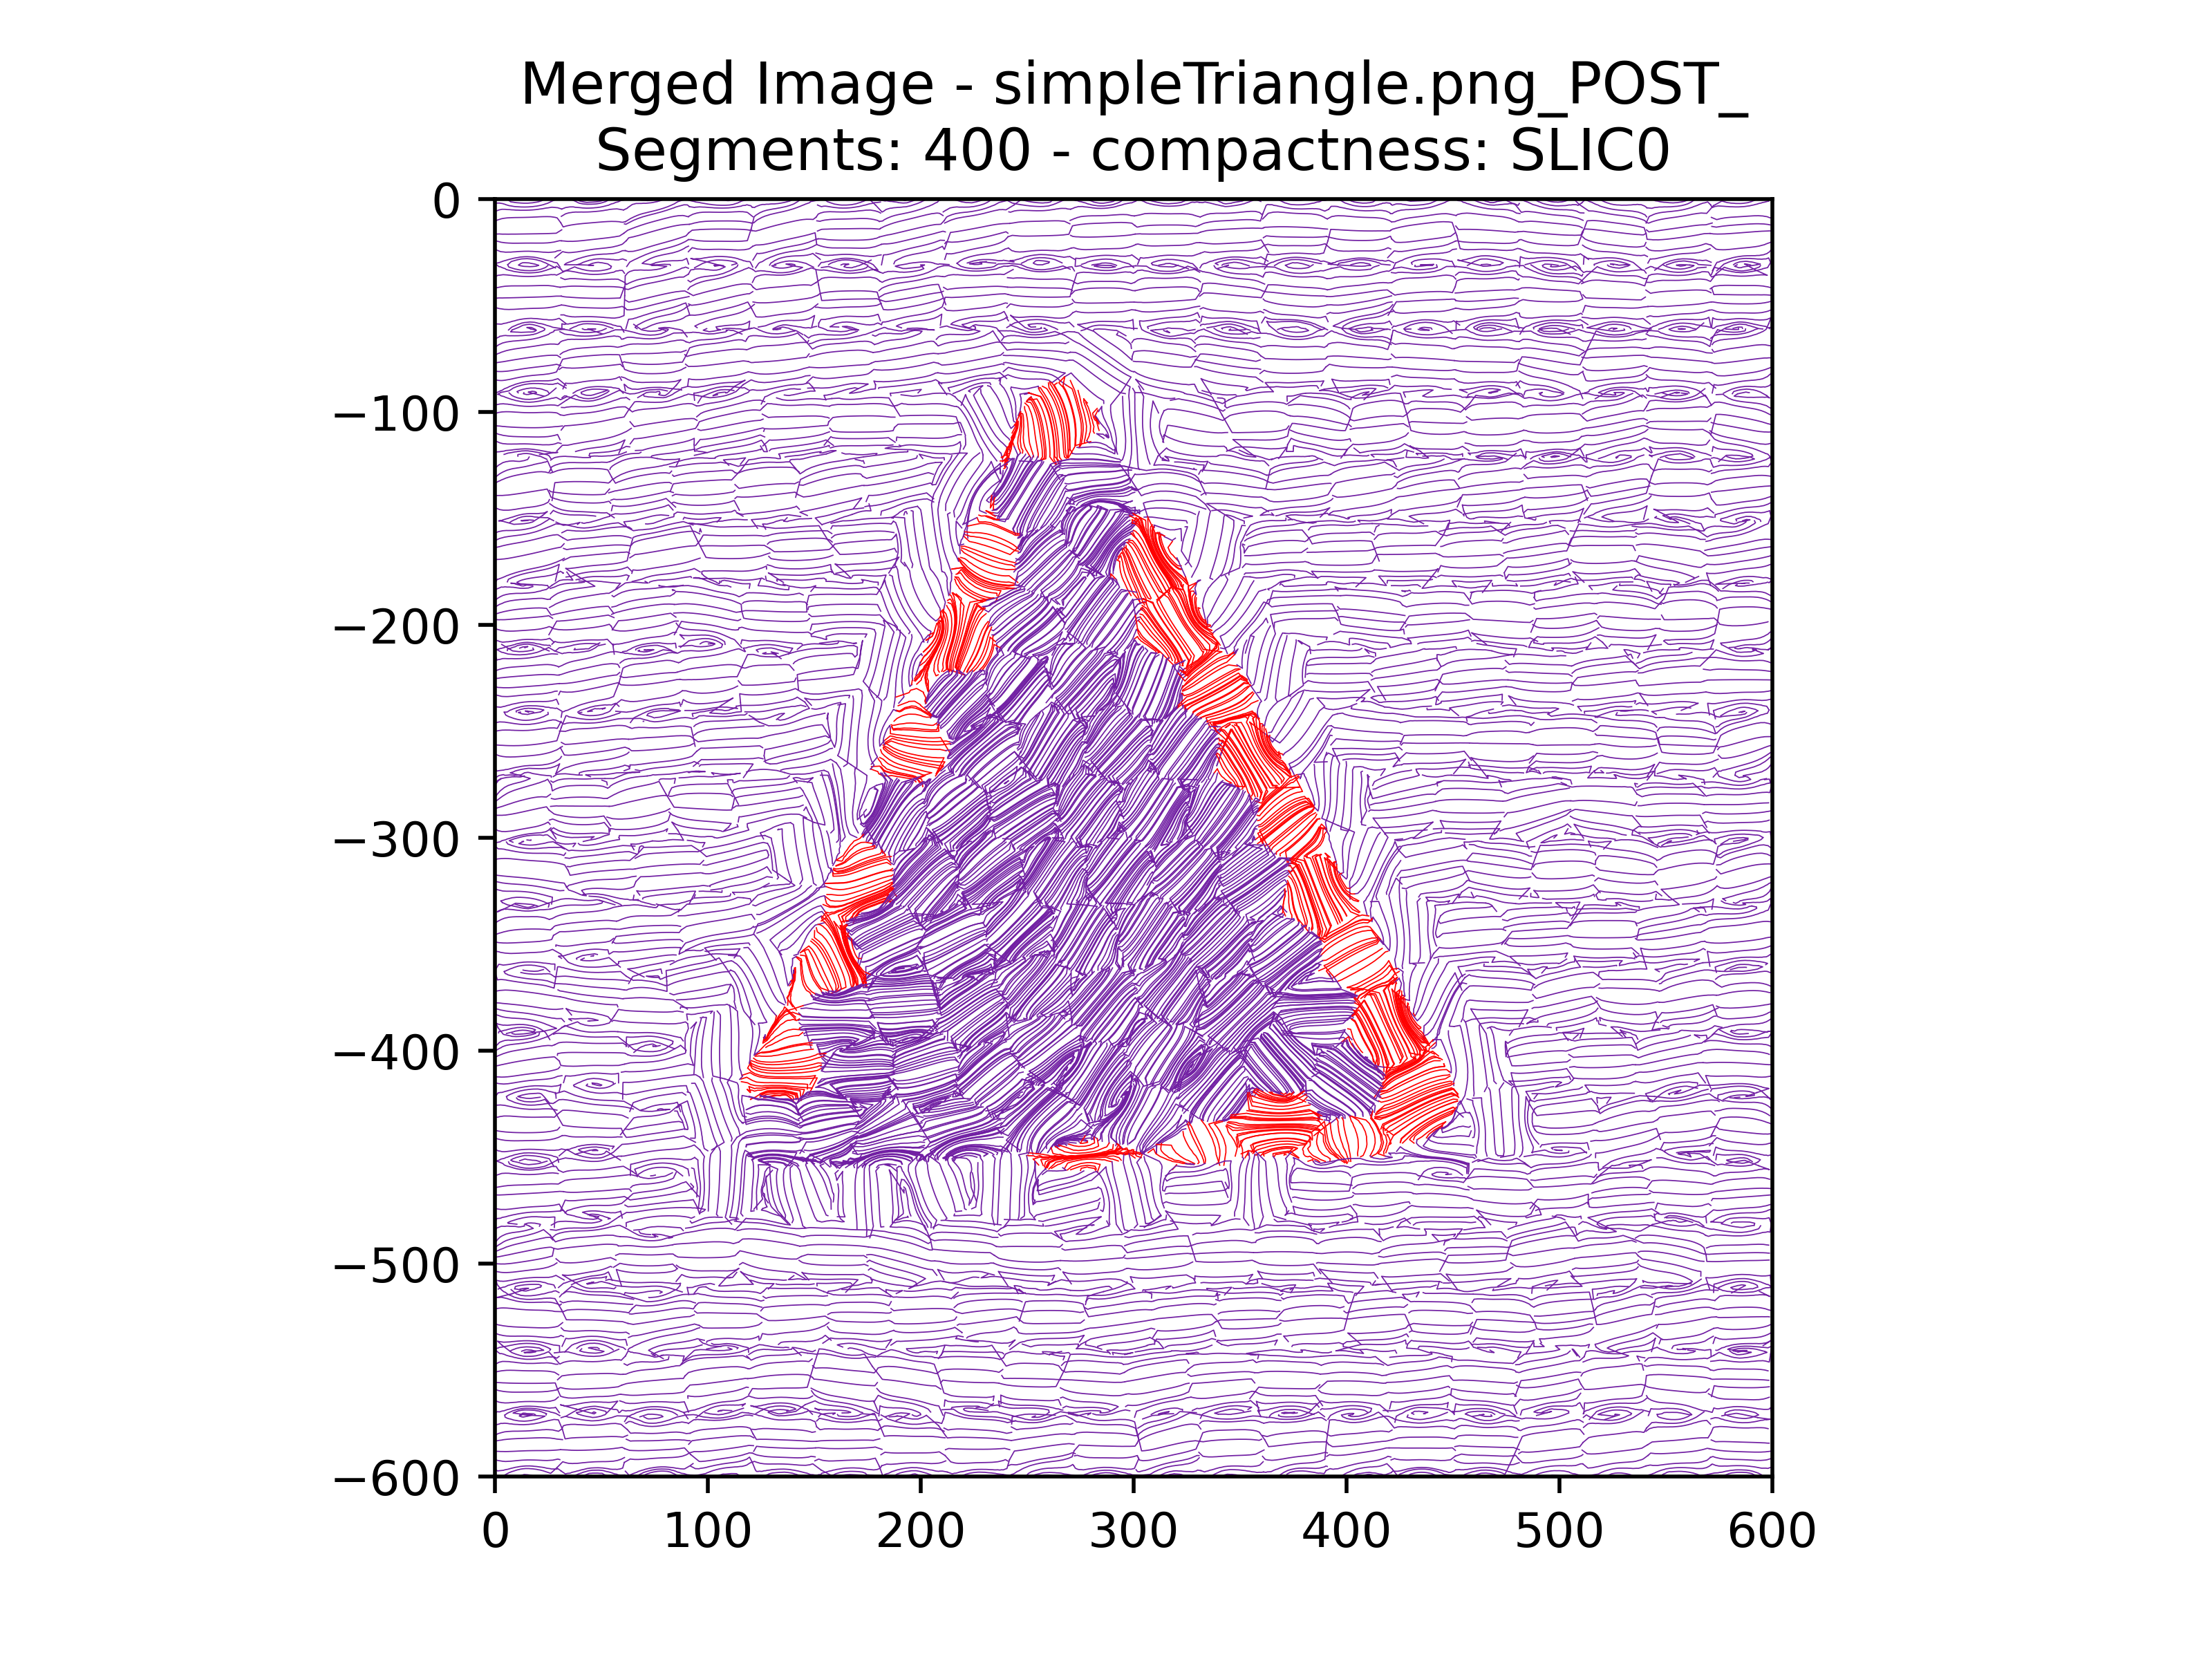 Merged Image - simpleTriangle.png_POST_
Segments: 400 - compactness: SLIC0
0
−100
−200
−300
−400
−500
−600
0 100 200 300 400 500 600